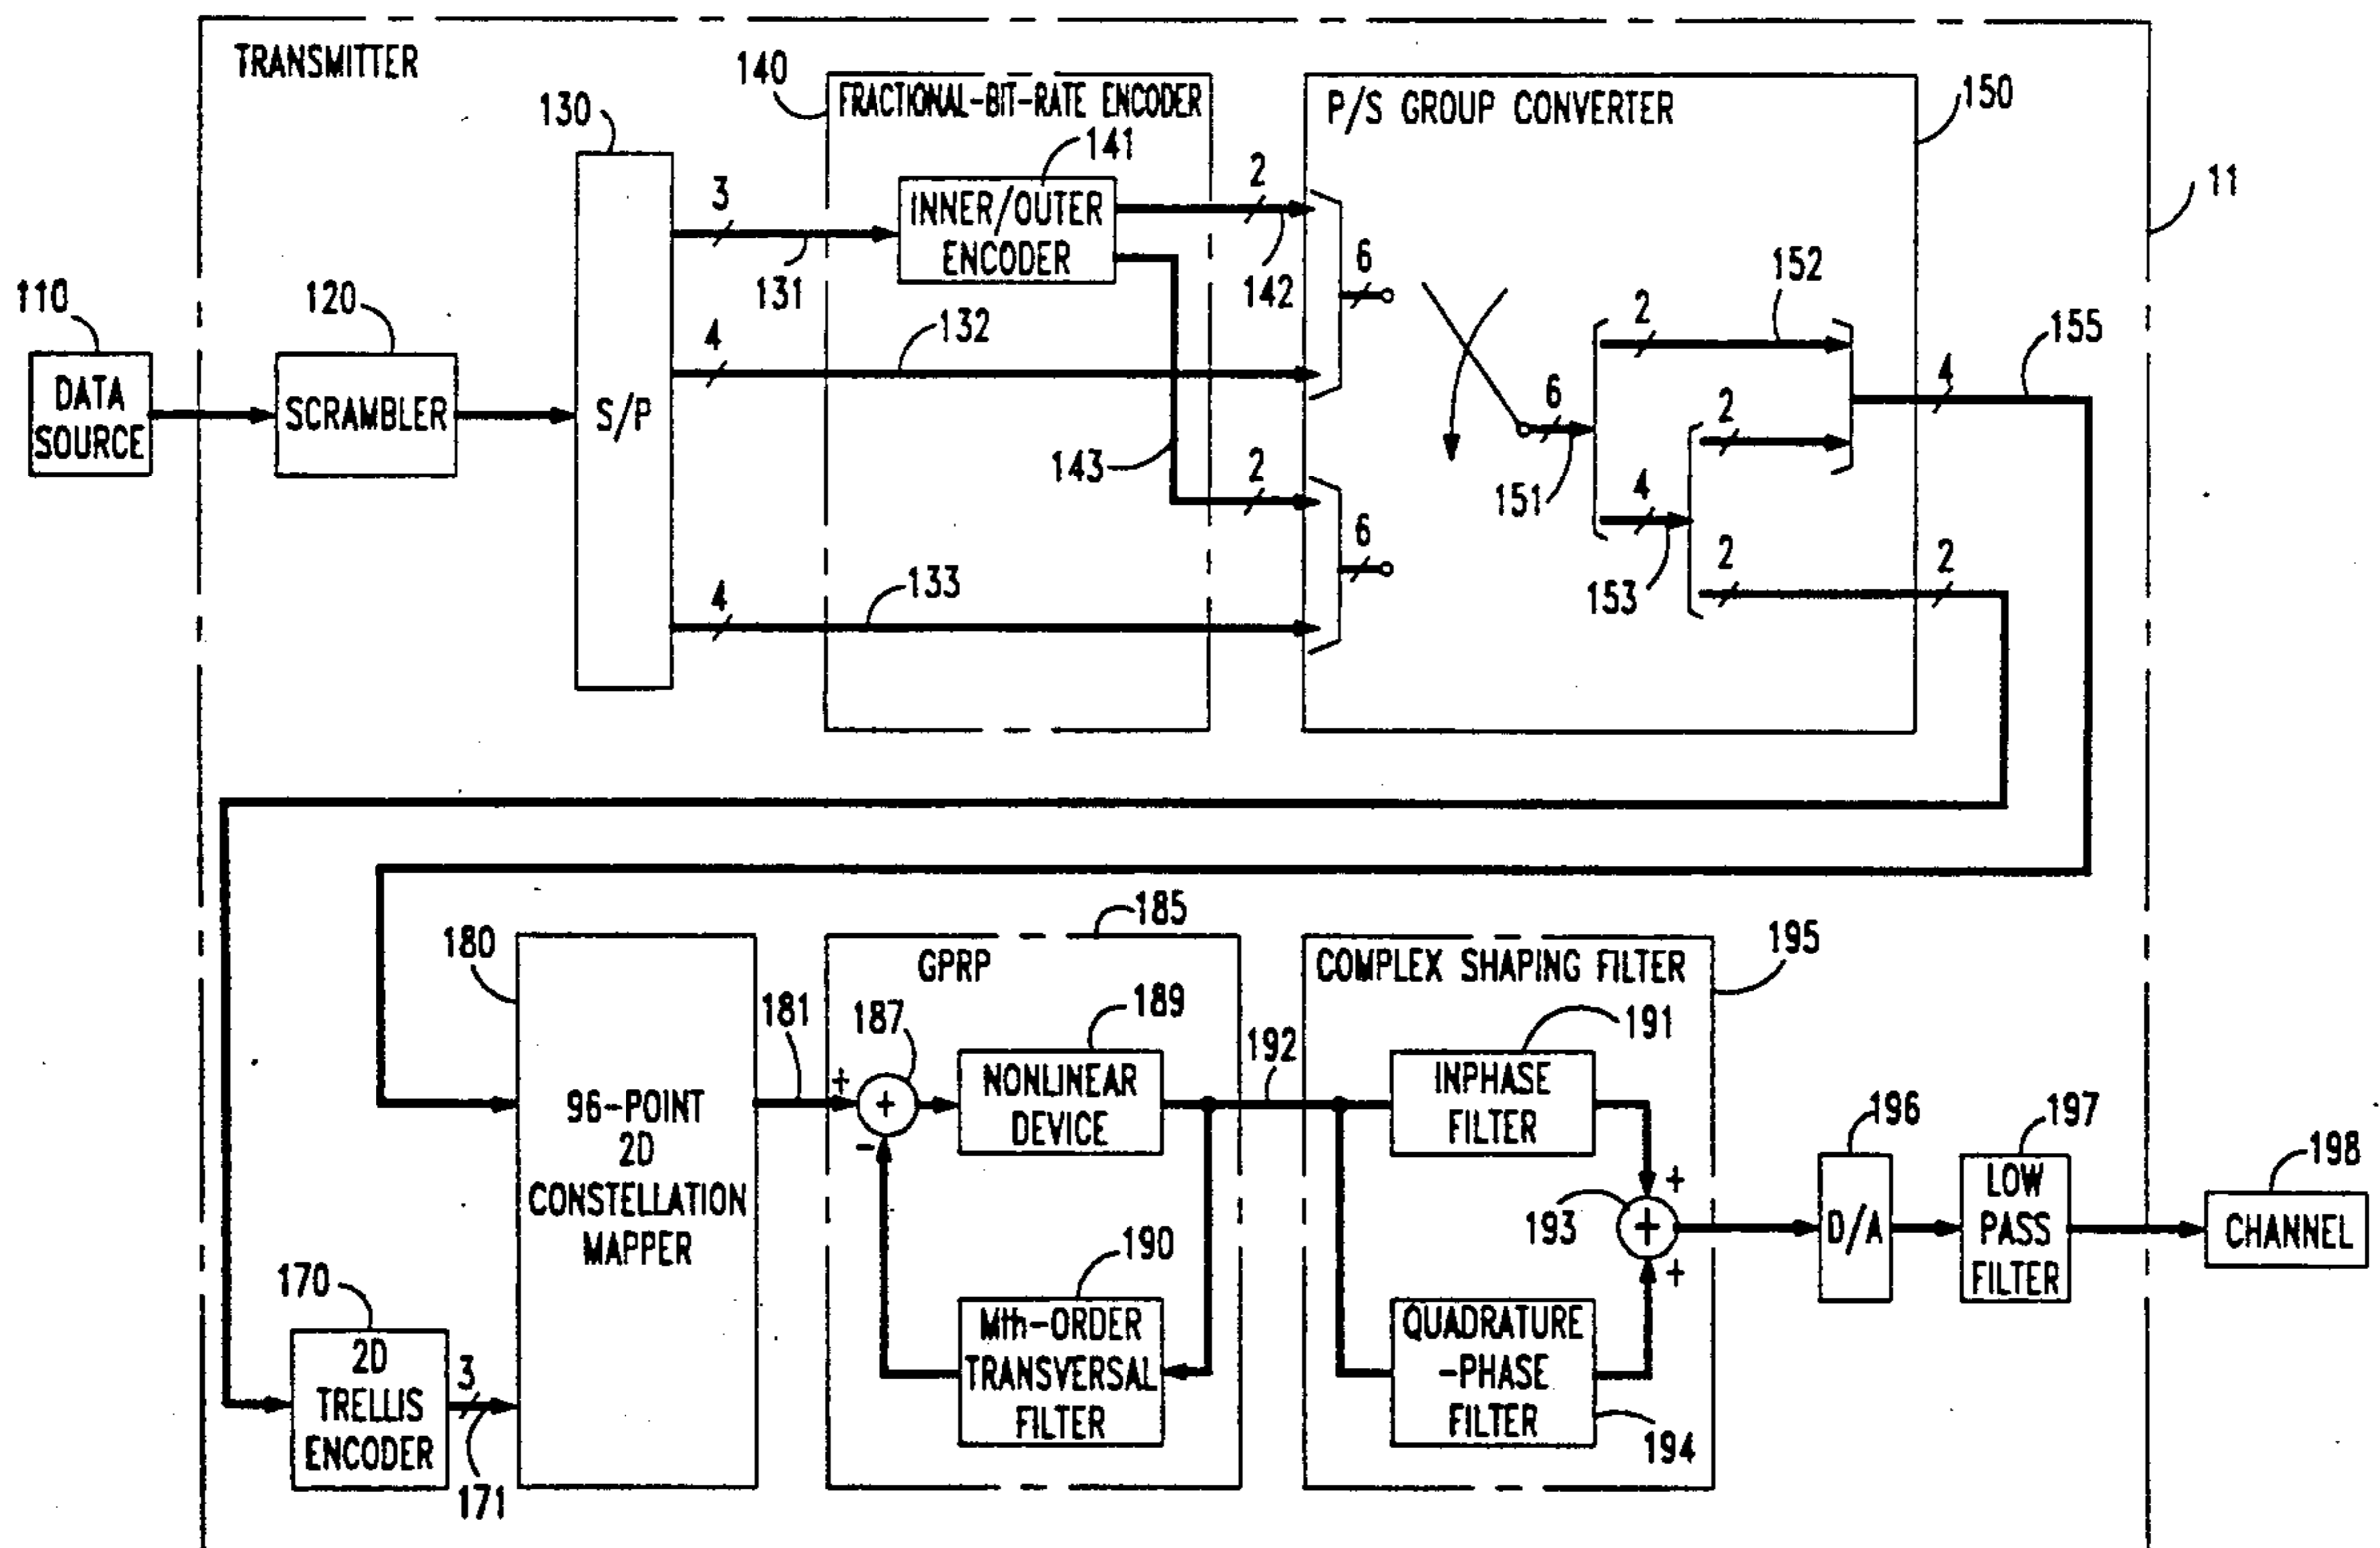 TRANSMITTER
140
FRACTIONAL-BIT-RATE ENCODER
P/S GROUP CONVERTER
150
130
141
11
3
INNER/OUTER
ENCODER
2
131
142
6
152
110
120
4
132
2
155
DATA
SOURCE
SCRAMBLER
S/P
6
2
4
143
2
151
4
6
153
2
2
4
133
185
180
GPRP
COMPLEX SHAPING FILTER
195
181
187
189
192
191
+
+
NONLINEAR
DEVICE
INPHASE
FILTER
-
96-POINT
2D
CONSTELLATION
MAPPER
196
197
198
+
193
+
D/A
LOW
PASS
FILTER
CHANNEL
190
+
170
Mth-ORDER
TRANSVERSAL
FILTER
QUADRATURE
-PHASE
FILTER
2D
TRELLIS
ENCODER
3
171
194